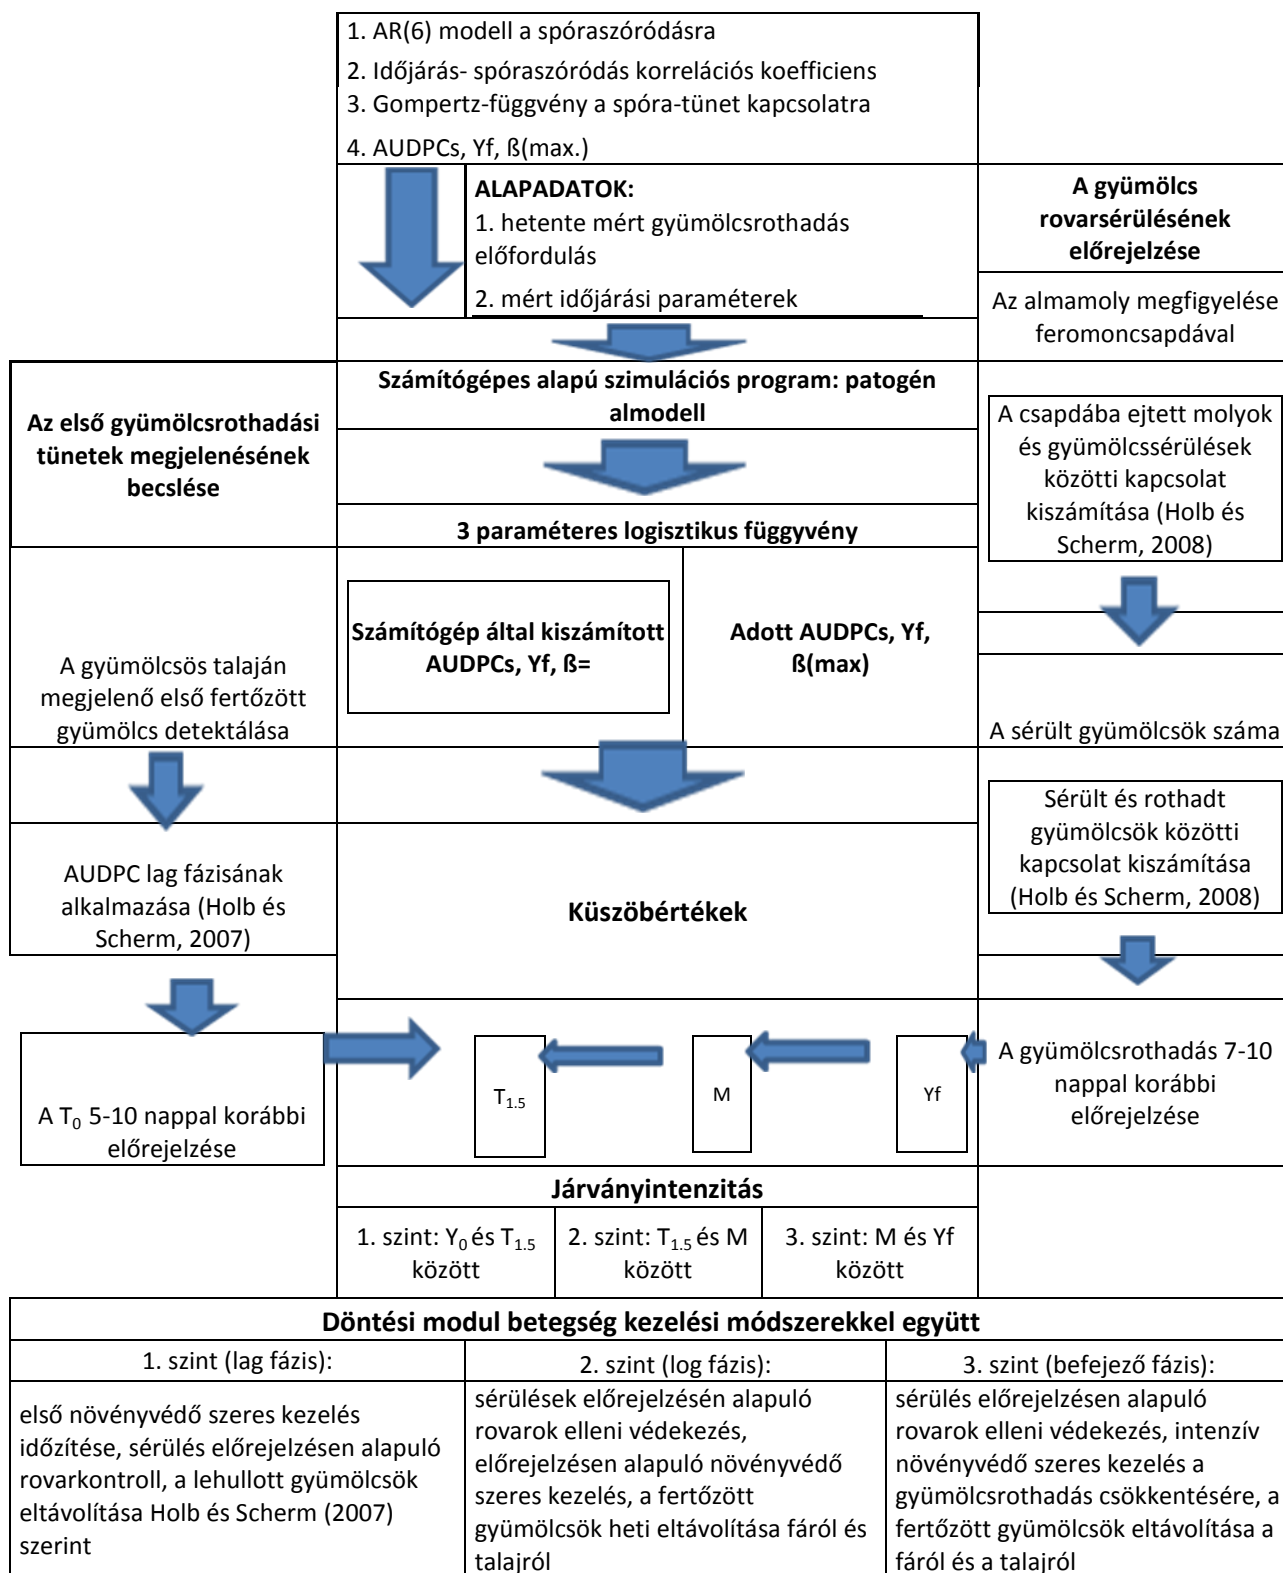 1. AR(6) modell a spóraszóródásra
2. Időjárás- spóraszóródás korrelációs koefficiens
3. Gompertz-függvény a spóra-tünet kapcsolatra
4. AUDPCs, Yf, ß(max.)
ALAPADATOK:
1. hetente mért gyümölcsrothadás
előfordulás
2. mért időjárási paraméterek
A gyümölcs
rovarsérülésének
előrejelzése
Az almamoly megfigyelése
feromoncsapdával
Számítógépes alapú szimulációs program: patogén
almodell
Az első gyümölcsrothadási
tünetek megjelenésének
becslése
A csapdába ejtett molyok
és gyümölcssérülések
közötti kapcsolat
kiszámítása (Holb és
Scherm, 2008)
3 paraméteres logisztikus függyvény
Számítógép által kiszámított
AUDPCs, Yf, ß=
Adott AUDPCs, Yf,
ß(max)
A gyümölcsös talaján
megjelenő első fertőzött
gyümölcs detektálása
A sérült gyümölcsök száma
Sérült és rothadt
gyümölcsök közötti
kapcsolat kiszámítása
(Holb és Scherm, 2008)
AUDPC lag fázisának
alkalmazása (Holb és
Scherm, 2007)
Küszöbértékek
A T0 5-10 nappal korábbi
előrejelzése
T1.5
M
Yf
A gyümölcsrothadás 7-10
nappal korábbi
előrejelzése
Járványintenzitás
1. szint: Y0 és T1.5
között
2. szint: T1.5 és M
között
3. szint: M és Yf
között
Döntési modul betegség kezelési módszerekkel együtt
1. szint (lag fázis):
2. szint (log fázis):
3. szint (befejező fázis):
első növényvédő szeres kezelés
időzítése, sérülés előrejelzésen alapuló
rovarkontroll, a lehullott gyümölcsök
eltávolítása Holb és Scherm (2007)
szerint
sérülések előrejelzésén alapuló
rovarok elleni védekezés,
előrejelzésen alapuló növényvédő
szeres kezelés, a fertőzött
gyümölcsök heti eltávolítása fáról és
talajról
sérülés előrejelzésen alapuló
rovarok elleni védekezés, intenzív
növényvédő szeres kezelés a
gyümölcsrothadás csökkentésére, a
fertőzött gyümölcsök eltávolítása a
fáról és a talajról